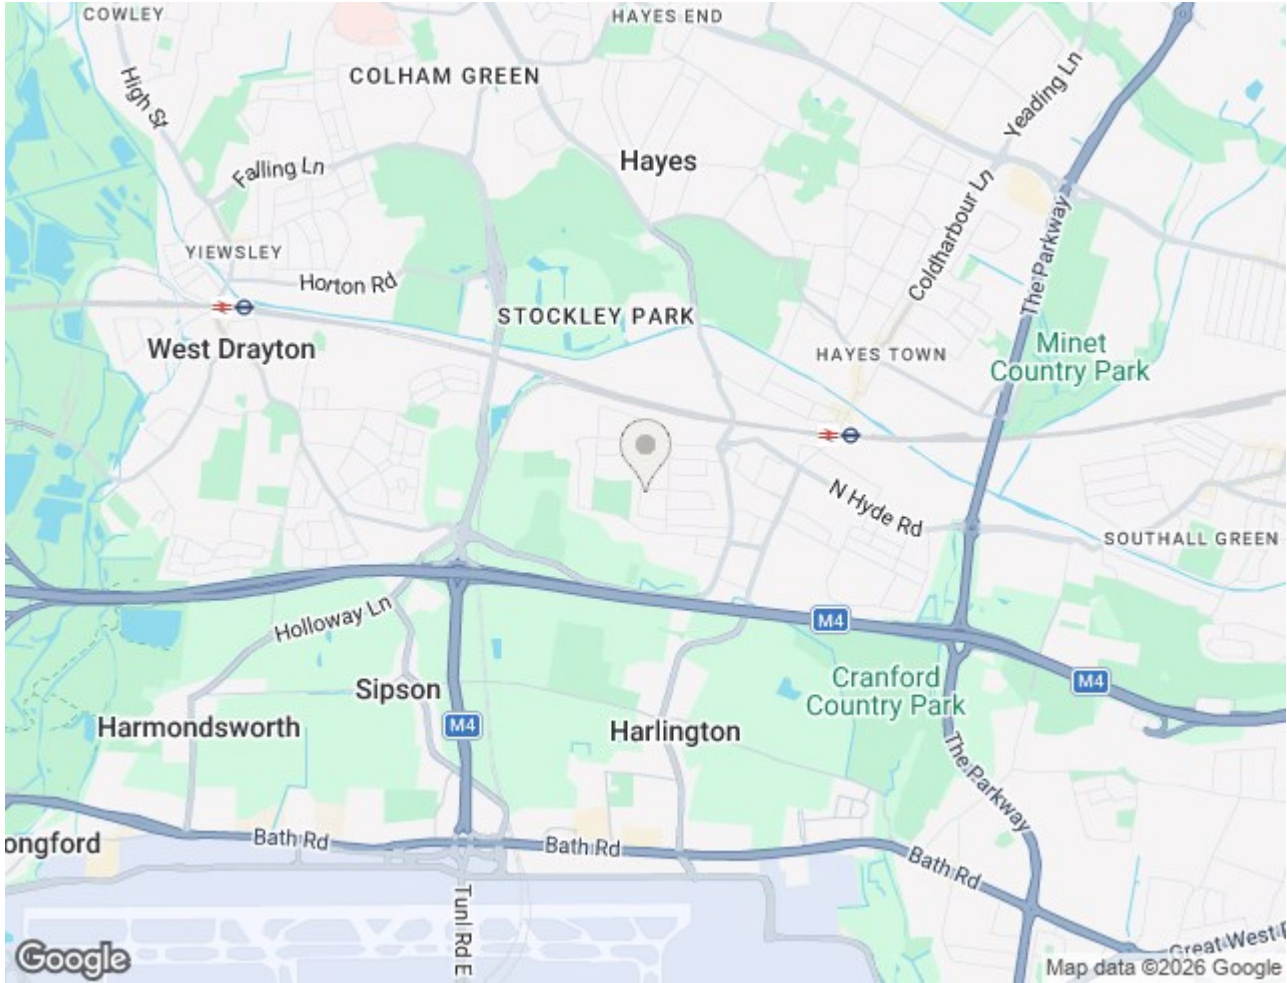 COWLEY
HAYES END
High St
COLHAM GREEN
Yeading Ln
Falling Ln
Hayes
Coldharbour Ln
The Parkway
YIEWSLEY
Horton Rd
STOCKLEY PARK
West Drayton
HAYES TOWN
Minet
Country Park
N Hyde Rd
SOUTHALL GREEN
Holloway Ln
M4
Sipson
Cranford
Country Park
M4
Harmondsworth
M4
Harlington
The Parkway
ongford
Bath Rd
Bath Rd
Bath Rd
Tunl Rd E
Great West
Google
Map data ©2026 Google